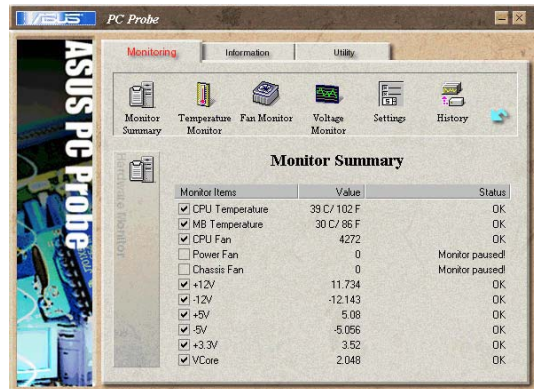 ASUS PC Probe
Monitoring Information Utility
Monitor Summary
Temperature Monitor
Fan Monitor
Voltage Monitor
Settings
History
ASUS PC Probe
Hardware Monitor
Monitor Summary
Monitor Items Value Status
CPU Temperature 39 C/ 102 F OK
MB Temperature 30 C/ 86 F OK
CPU Fan 4272 OK
Power Fan 0 Monitor paused!
Chassis Fan 0 Monitor paused!
+12V 11.734 OK
-12V -12.143 OK
+5V 5.08 OK
-5V -5.056 OK
+3.3V 3.52 OK
VCore 2.048 OK